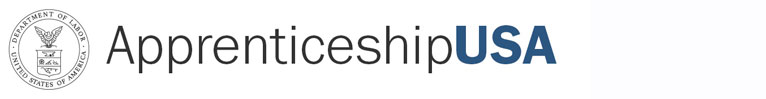 DEPARTMENT OF LABOR
UNITED STATES OF AMERICA
ApprenticeshipUSA